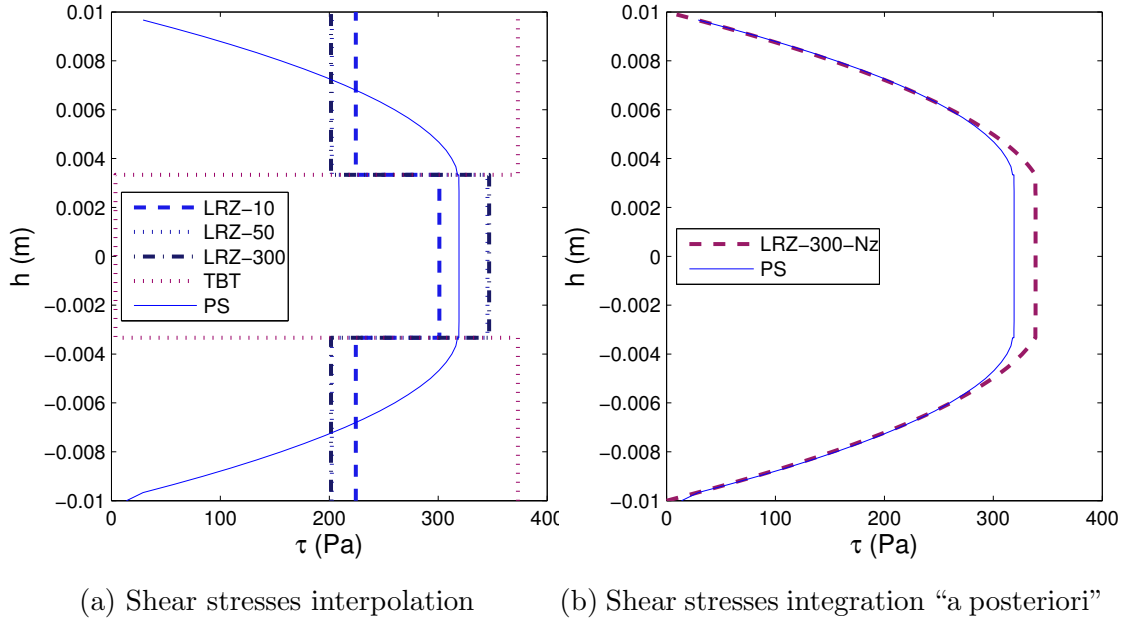 0.01
0.008
0.006
0.004
0.002
0
−0.002
−0.004
−0.006
−0.008
−0.01
h (m)
0
100
200
300
400
τ (Pa)
LRZ−10
LRZ−50
LRZ−300
TBT
PS
(a) Shear stresses interpolation
0.01
0.008
0.006
0.004
0.002
0
−0.002
−0.004
−0.006
−0.008
−0.01
h (m)
0
100
200
300
400
τ (Pa)
LRZ−300−Nz
PS
(b) Shear stresses integration “a posteriori”